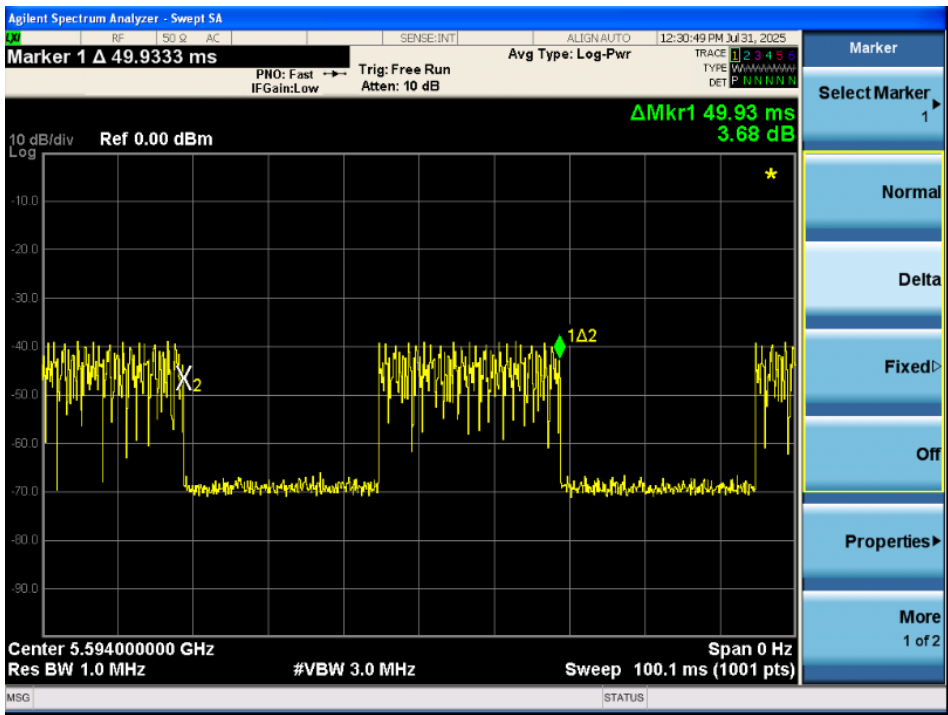 Agilent Spectrum Analyzer - Swept SA
LXI RF 50 Ω AC SENSE:INT ALIGN AUTO 12:30:49 PM Jul 31, 2025
Marker 1 Δ 49.9333 ms
PNO: Fast
IFGain:Low
Trig: Free Run
Atten: 10 dB
Avg Type: Log-Pwr
TRACE 1 2 3 4 5 6
TYPE
DET P N N N N N
ΔMkr1 49.93 ms
3.68 dB
10 dB/div Ref 0.00 dBm
Log
-10.0
-20.0
-30.0
-40.0
-50.0
-60.0
-70.0
-80.0
-90.0
*
1Δ2
X2
Center 5.594000000 GHz Span 0 Hz
Res BW 1.0 MHz #VBW 3.0 MHz Sweep 100.1 ms (1001 pts)
MSG STATUS
Marker
Select Marker
1
Normal
Delta
Fixed
Off
Properties
More
1 of 2